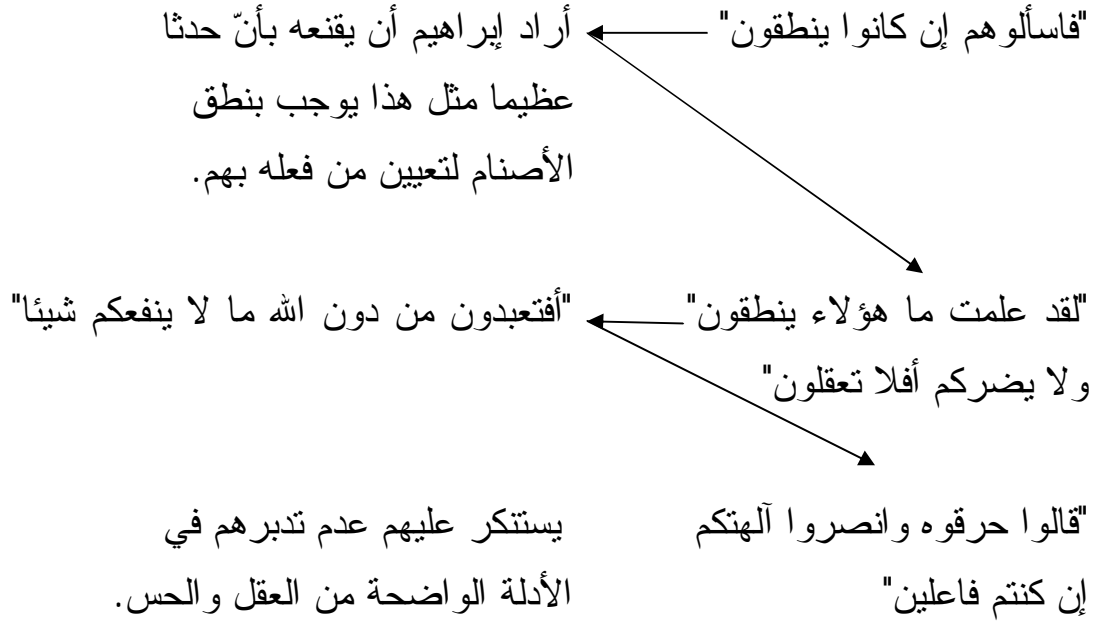 "فاسألوهم إن كانوا ينطقون" أراد إبراهيم أن يقنعه بأنّ حدثا
عظيما مثل هذا يوجب بنطق
الأصنام لتعيين من فعله بهم.
"لقد علمت ما هؤلاء ينطقون" "أفتعبدون من دون الله ما لا ينفعكم شيئا"
ولا يضركم أفلا تعقلون"
"قالوا حرقوه وانصروا آلهتكم يستنكر عليهم عدم تدبرهم في
إن كنتم فاعلين" الأدلة الواضحة من العقل والحس.